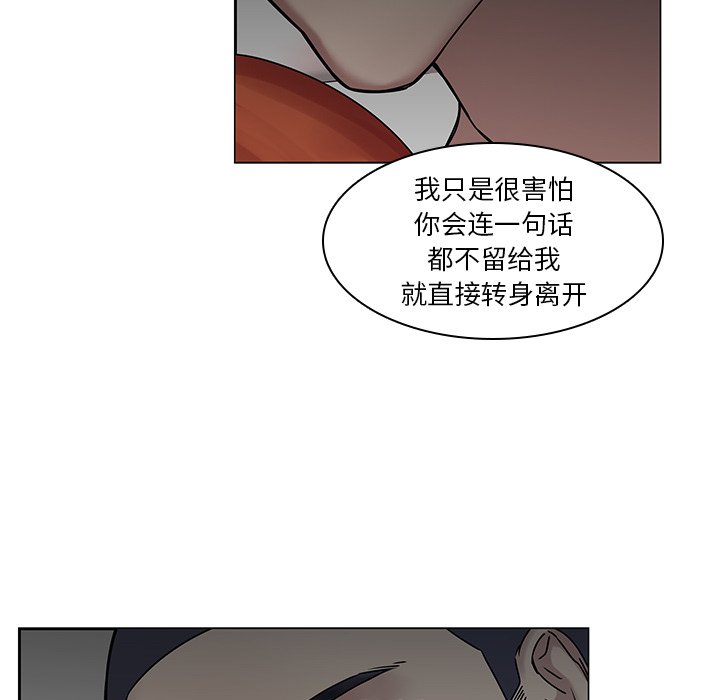 我只是很害怕
你会连一句话
都不留给我
就直接转身离开